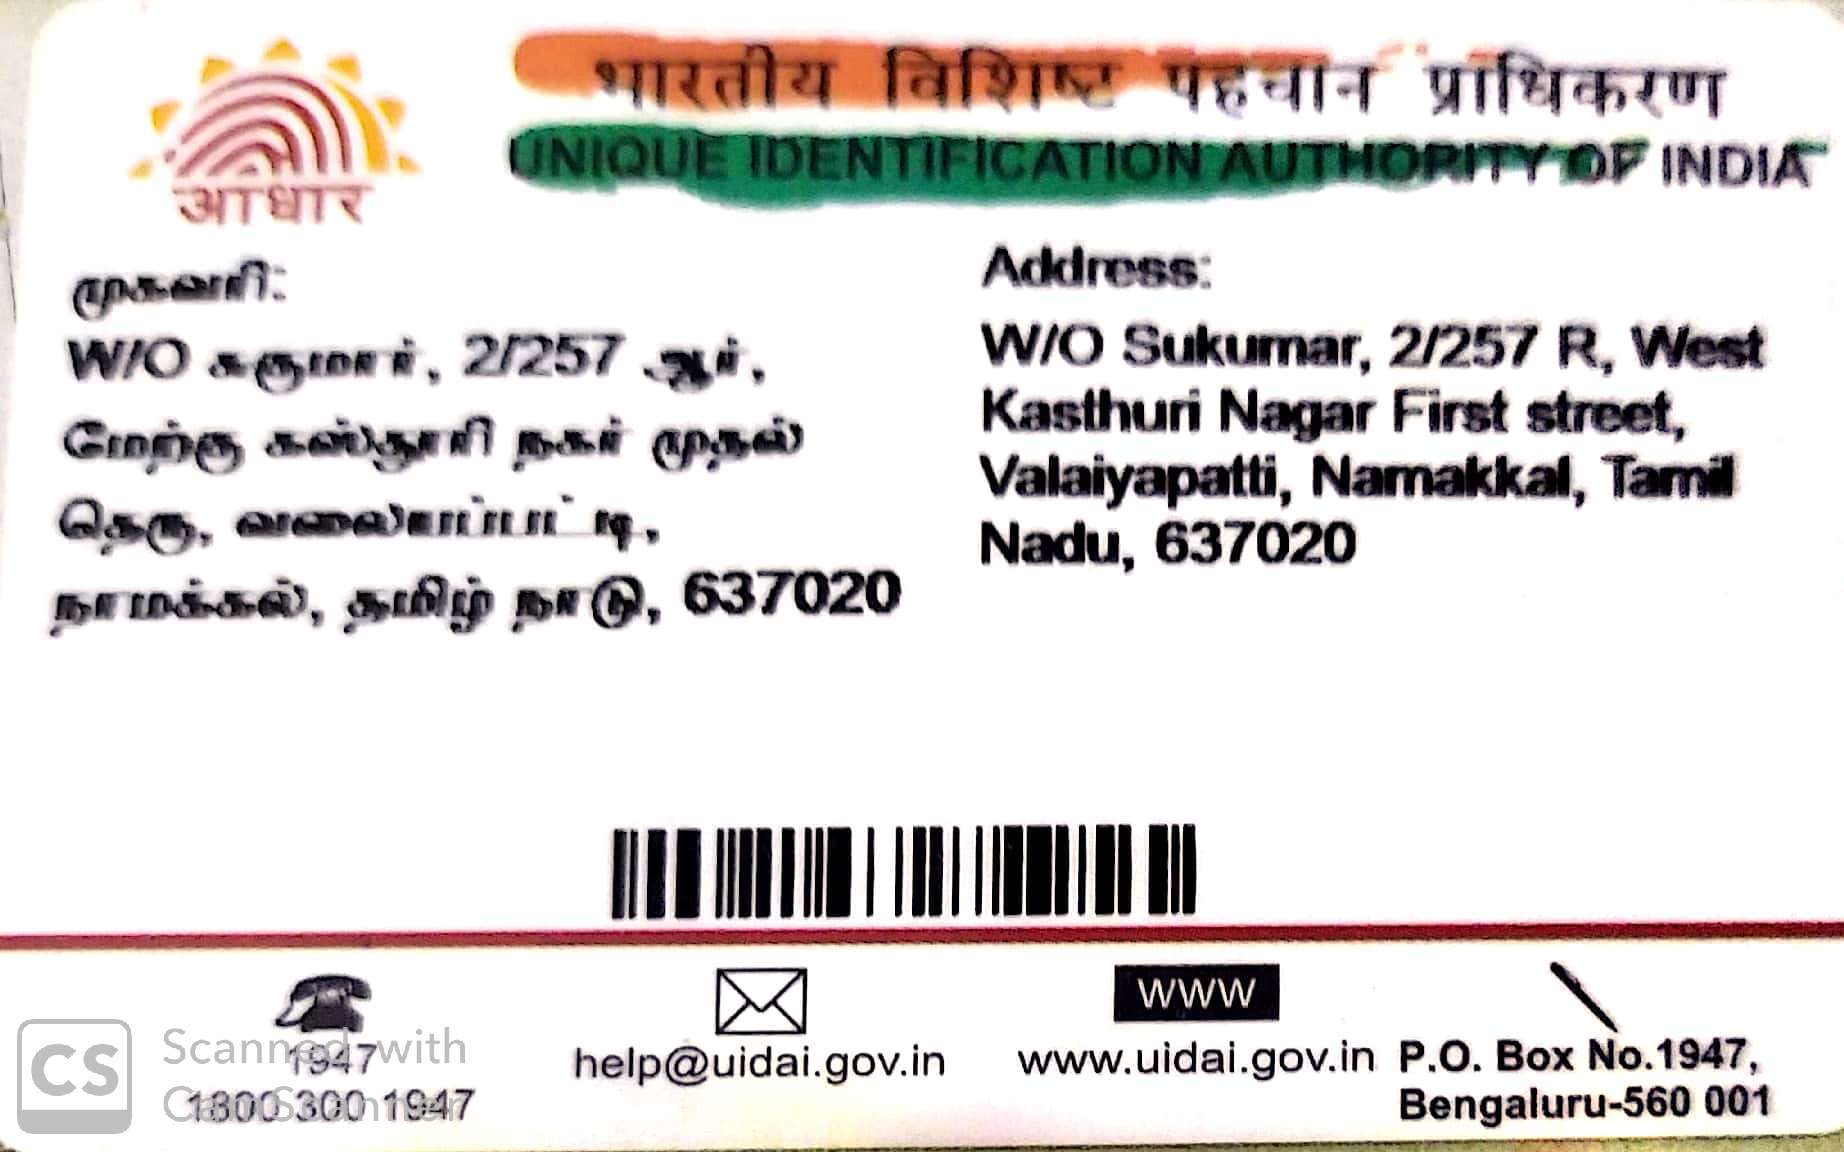 भारतीय विशिष्ट पहचान प्राधिकरण
UNIQUE IDENTIFICATION AUTHORITY OF INDIA
आधार
முகவரி:
W/O சுகுமார், 2/257 ஆர்,
மேற்கு கஸ்தூரி நகர் முதல்
தெரு, வலையபட்டி,
நாமக்கல், தமிழ் நாடு, 637020
Address:
W/O Sukumar, 2/257 R, West
Kasthuri Nagar First street,
Valaiyapatti, Namakkal, Tamil
Nadu, 637020
1947
1800 300 1947
help@uidai.gov.in
WWW
www.uidai.gov.in
P.O. Box No.1947,
Bengaluru-560 001
CS
Scanned with
CamScanner